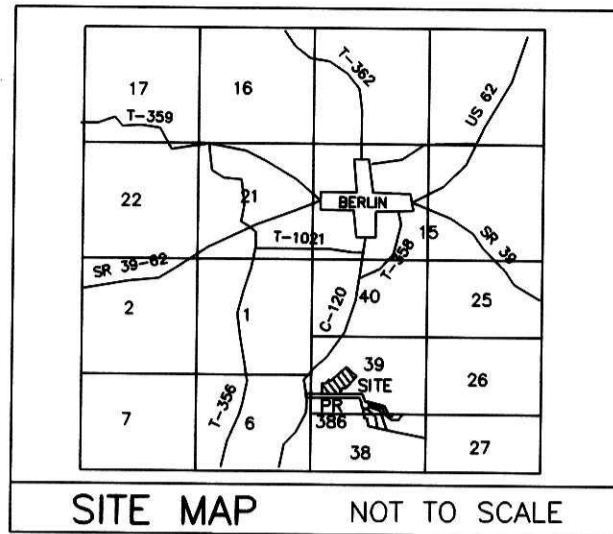 17
16
T-362
US 62
T-359
22
21
BERLIN
15
T-1021
T-358
SR 39
SR 39-62
2
1
C-120
40
25
39
SITE
26
T-356
PR
386
7
6
38
27
SITE MAP NOT TO SCALE